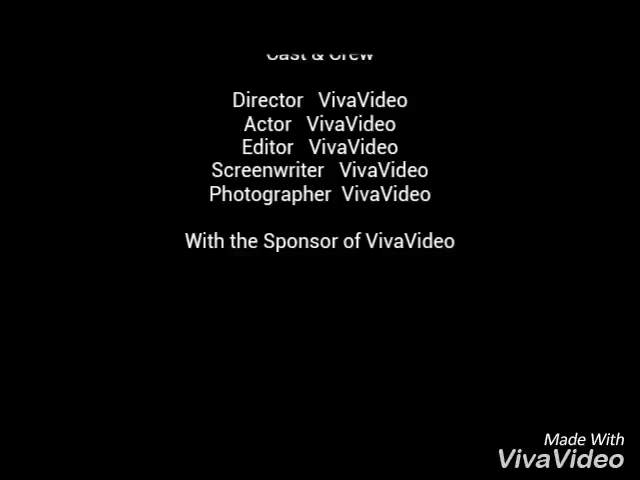 Cast & Crew
Director VivaVideo
Actor VivaVideo
Editor VivaVideo
Screenwriter VivaVideo
Photographer VivaVideo
With the Sponsor of VivaVideo
Made With
VivaVideo